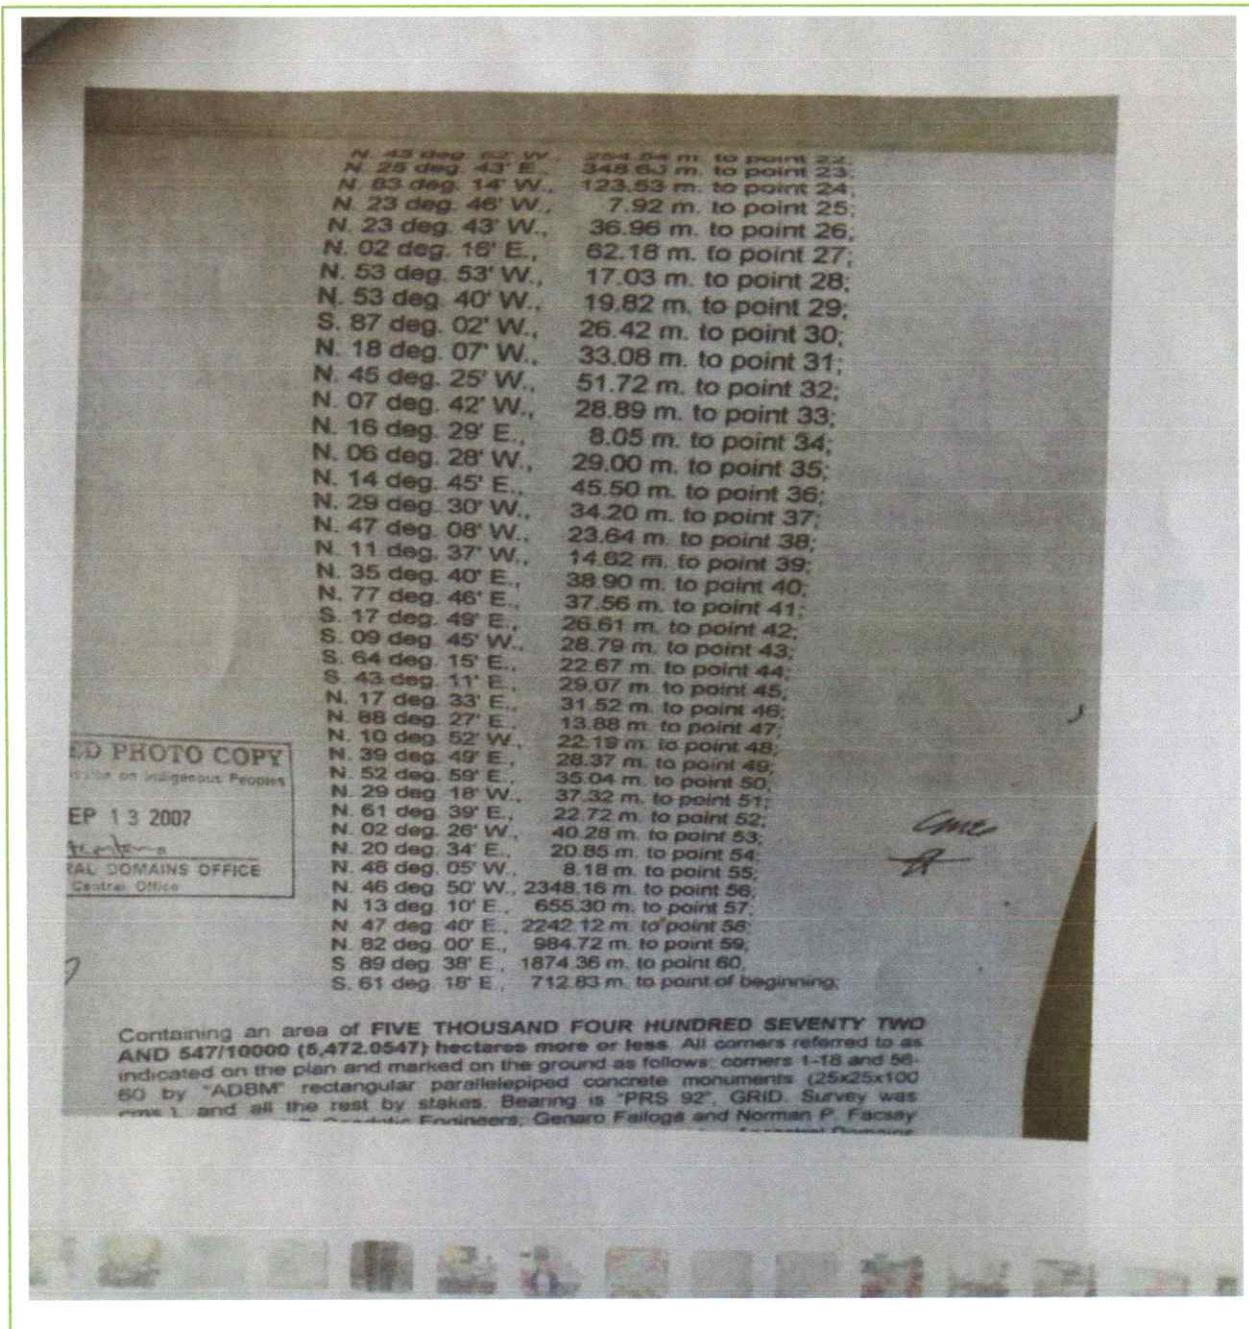 N. 25 deg. 43' E., 348.63 m. to point 23;
N. 83 deg. 14' W., 123.53 m. to point 24;
N. 23 deg. 46' W., 7.92 m. to point 25;
N. 23 deg. 43' W., 36.96 m. to point 26;
N. 02 deg. 16' E., 62.18 m. to point 27;
N. 53 deg. 53' W., 17.03 m. to point 28;
N. 53 deg. 40' W., 19.82 m. to point 29;
S. 87 deg. 02' W., 26.42 m. to point 30;
N. 18 deg. 07' W., 33.08 m. to point 31;
N. 45 deg. 25' W., 51.72 m. to point 32;
N. 07 deg. 42' W., 28.89 m. to point 33;
N. 16 deg. 29' E., 8.05 m. to point 34;
N. 06 deg. 28' W., 29.00 m. to point 35;
N. 14 deg. 45' E., 45.50 m. to point 36;
N. 29 deg. 30' W., 34.20 m. to point 37;
N. 47 deg. 08' W., 23.64 m. to point 38;
N. 11 deg. 37' W., 14.62 m. to point 39;
N. 35 deg. 40' E., 38.90 m. to point 40;
N. 77 deg. 46' E., 37.56 m. to point 41;
S. 17 deg. 49' E., 26.61 m. to point 42;
S. 09 deg. 45' W., 28.79 m. to point 43;
S. 64 deg. 15' E., 22.67 m. to point 44;
S. 43 deg. 11' E., 29.07 m. to point 45;
N. 17 deg. 33' E., 31.52 m. to point 46;
N. 88 deg. 27' E., 13.88 m. to point 47;
N. 10 deg. 52' W., 22.19 m. to point 48;
N. 39 deg. 49' E., 28.37 m. to point 49;
N. 52 deg. 59' E., 35.04 m. to point 50;
N. 29 deg. 18' W., 37.32 m. to point 51;
N. 61 deg. 39' E., 22.72 m. to point 52;
N. 02 deg. 26' W., 40.28 m. to point 53;
N. 20 deg. 34' E., 20.85 m. to point 54;
N. 48 deg. 05' W., 8.18 m. to point 55;
N. 46 deg. 50' W., 2348.16 m. to point 56;
N. 13 deg. 10' E., 655.30 m. to point 57;
N. 47 deg. 40' E., 2242.12 m. to point 58;
N. 82 deg. 00' E., 984.72 m. to point 59;
S. 89 deg. 38' E., 1874.36 m. to point 60;
S. 61 deg. 18' E., 712.83 m. to point of beginning;
ED PHOTO COPY
on Indigenous Peoples
EP 13 2007
RAL DOMAINS OFFICE
Central Office
Containing an area of FIVE THOUSAND FOUR HUNDRED SEVENTY TWO
AND 547/10000 (5,472.0547) hectares more or less. All corners referred to as
indicated on the plan and marked on the ground as follows: corners 1-18 and 56-
60 by "ADBM" rectangular parallelepiped concrete monuments (25x25x100
cms.), and all the rest by stakes. Bearing is "PRS 92", GRID. Survey was
Engineers, Genaro Failoga and Norman P. Facsay